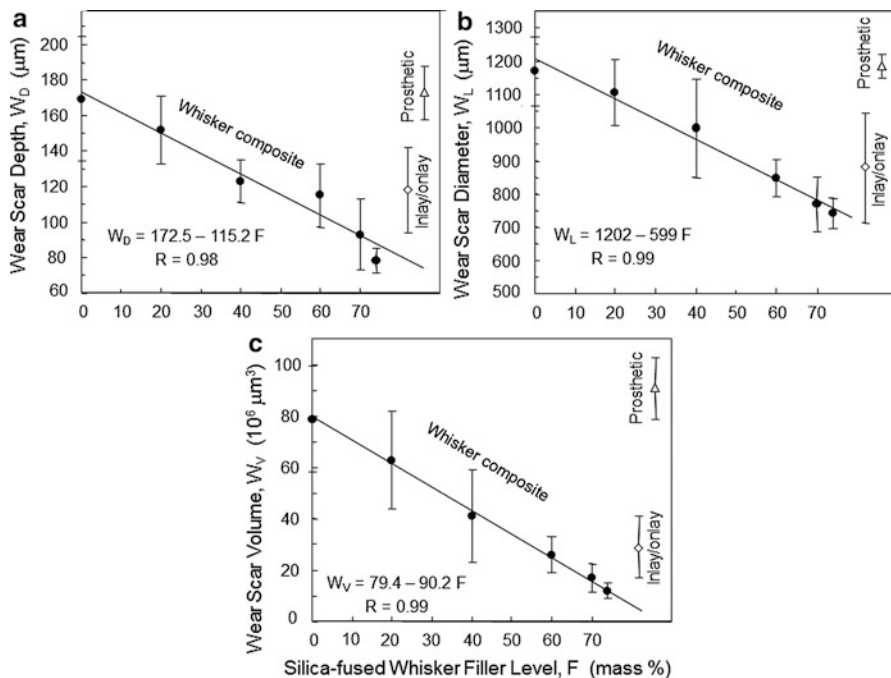 a
Wear Scar Depth, W_D (μm)
200
180
160
140
120
100
80
60
0 10 20 30 40 50 60 70
Whisker composite
Prosthetic
Inlay/onlay
W_D = 172.5 – 115.2 F
R = 0.98
b
Wear Scar Diameter, W_L (μm)
1300
1200
1100
1000
900
800
700
600
500
0 10 20 30 40 50 60 70
Whisker composite
Prosthetic
Inlay/onlay
W_L = 1202 – 599 F
R = 0.99
c
Wear Scar Volume, W_V (10⁶ μm³)
100
80
60
40
20
0
0 10 20 30 40 50 60 70
Whisker composite
Prosthetic
Inlay/onlay
W_V = 79.4 – 90.2 F
R = 0.99
Silica-fused Whisker Filler Level, F (mass %)